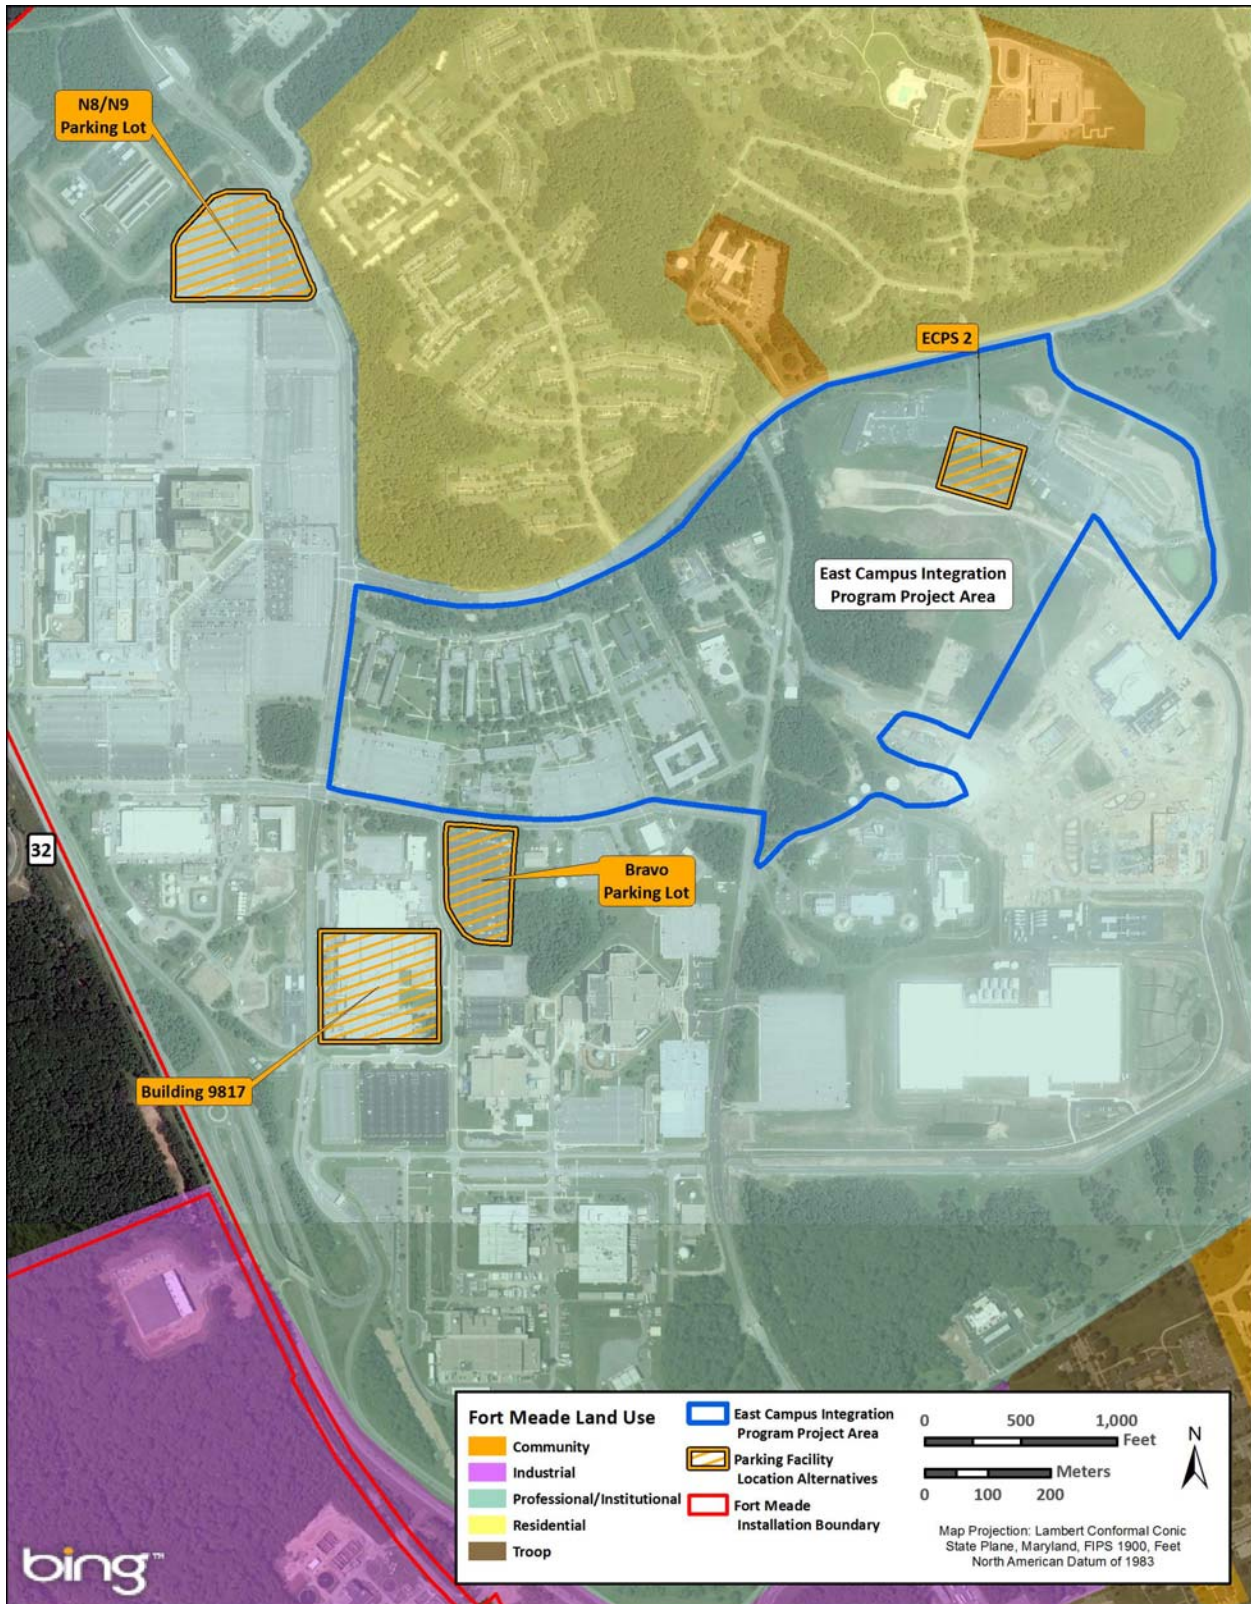 N8/N9
Parking Lot
ECPS 2
East Campus Integration
Program Project Area
32
Bravo
Parking Lot
Building 9817
Fort Meade Land Use
Community
Industrial
Professional/Institutional
Residential
Troop
East Campus Integration
Program Project Area
Parking Facility
Location Alternatives
Fort Meade
Installation Boundary
0 500 1,000
Feet
Meters
0 100 200
N
Map Projection: Lambert Conformal Conic
State Plane, Maryland, FIPS 1900, Feet
North American Datum of 1983
bing™